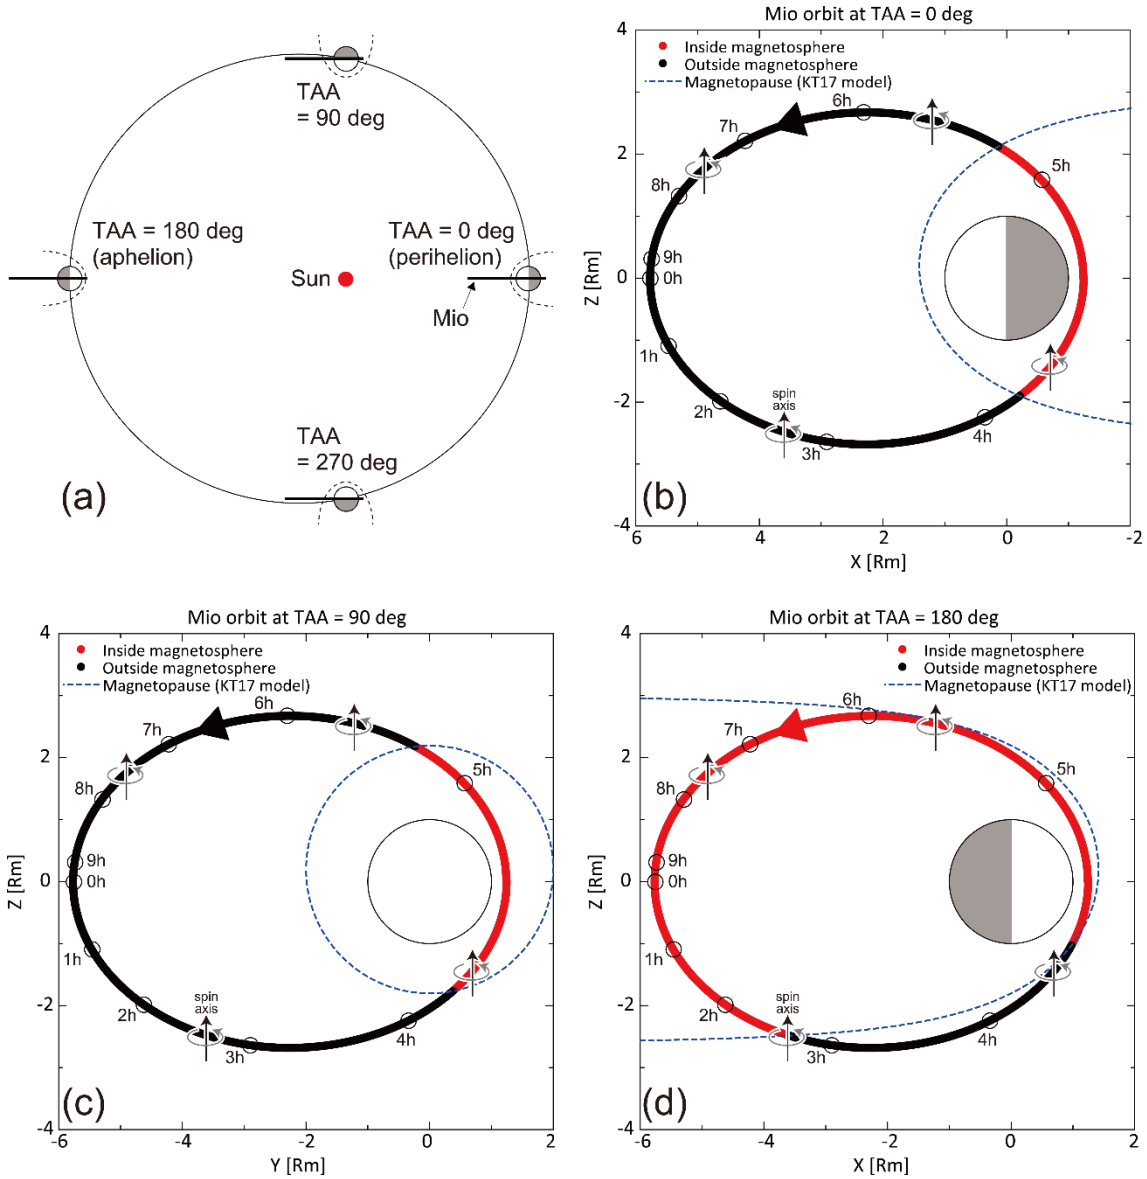 TAA
= 90 deg
TAA = 180 deg
(aphelion)
TAA = 0 deg
(perihelion)
Sun
Mio
TAA
= 270 deg
(a)
Mio orbit at TAA = 0 deg
Inside magnetosphere
Outside magnetosphere
Magnetopause (KT17 model)
4
2
0
-2
-4
Z [Rm]
6h
7h
5h
8h
9h
0h
1h
2h
spin
axis
3h
4h
(b)
6
4
2
0
-2
X [Rm]
Mio orbit at TAA = 90 deg
Inside magnetosphere
Outside magnetosphere
Magnetopause (KT17 model)
4
2
0
-2
-4
Z [Rm]
6h
7h
5h
8h
9h
0h
1h
2h
spin
axis
3h
4h
(c)
-6
-4
-2
0
2
Y [Rm]
Mio orbit at TAA = 180 deg
Inside magnetosphere
Outside magnetosphere
Magnetopause (KT17 model)
4
2
0
-2
-4
Z [Rm]
6h
7h
5h
8h
9h
0h
1h
2h
spin
axis
3h
4h
(d)
-6
-4
-2
0
2
X [Rm]